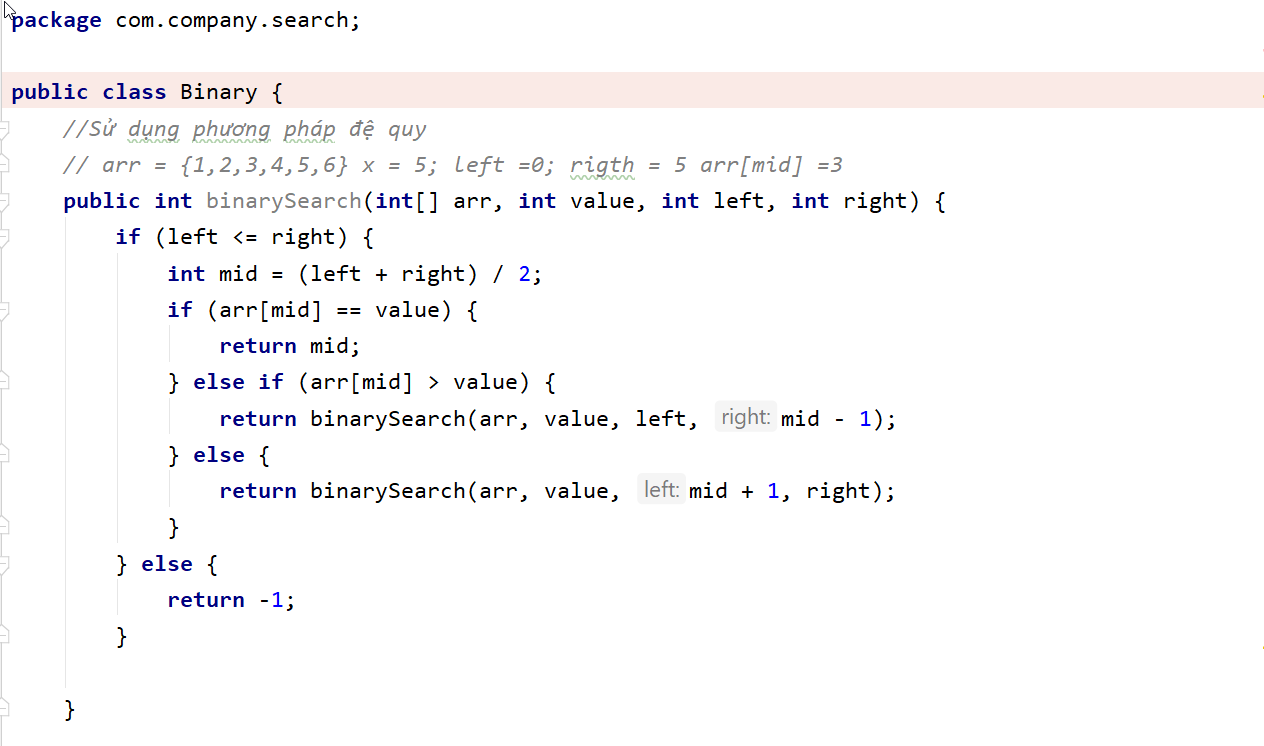 package com.company.search;
public class Binary {
//Sử dụng phương pháp đệ quy
// arr = {1,2,3,4,5,6} x = 5; left =0; rigth = 5 arr[mid] =3
public int binarySearch(int[] arr, int value, int left, int right) {
if (left <= right) {
int mid = (left + right) / 2;
if (arr[mid] == value) {
return mid;
} else if (arr[mid] > value) {
return binarySearch(arr, value, left, right: mid - 1);
} else {
return binarySearch(arr, value, left: mid + 1, right);
}
} else {
return -1;
}
}